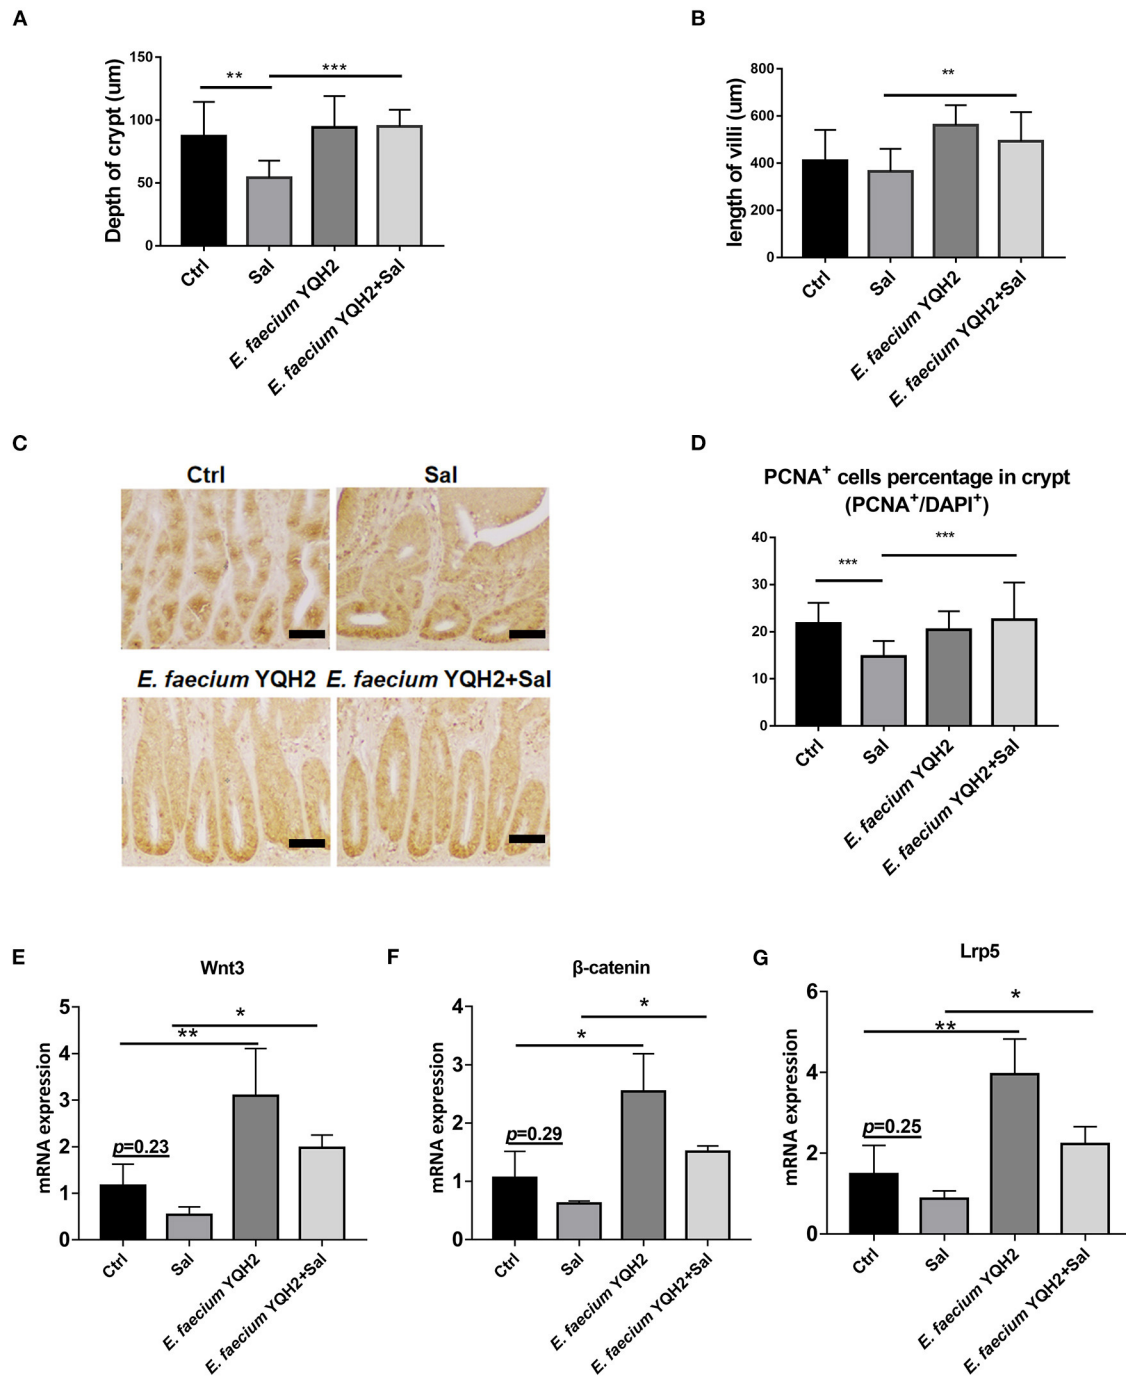 A
Depth of crypt (um)
150
100
50
0
**
***
Ctrl
Sal
E. faecium YQH2
E. faecium YQH2+Sal
B
length of villi (um)
800
600
400
200
0
**
Ctrl
Sal
E. faecium YQH2
E. faecium YQH2+Sal
C
Ctrl
Sal
E. faecium YQH2
E. faecium YQH2+Sal
D
PCNA+ cells percentage in crypt
(PCNA+/DAPI+)
40
30
20
10
0
***
***
Ctrl
Sal
E. faecium YQH2
E. faecium YQH2+Sal
E
Wnt3
mRNA expression
5
4
3
2
1
0
*
**
p=0.23
Ctrl
Sal
E. faecium YQH2
E. faecium YQH2+Sal
F
β-catenin
mRNA expression
4
3
2
1
0
*
*
p=0.29
Ctrl
Sal
E. faecium YQH2
E. faecium YQH2+Sal
G
Lrp5
mRNA expression
6
4
2
0
*
**
p=0.25
Ctrl
Sal
E. faecium YQH2
E. faecium YQH2+Sal